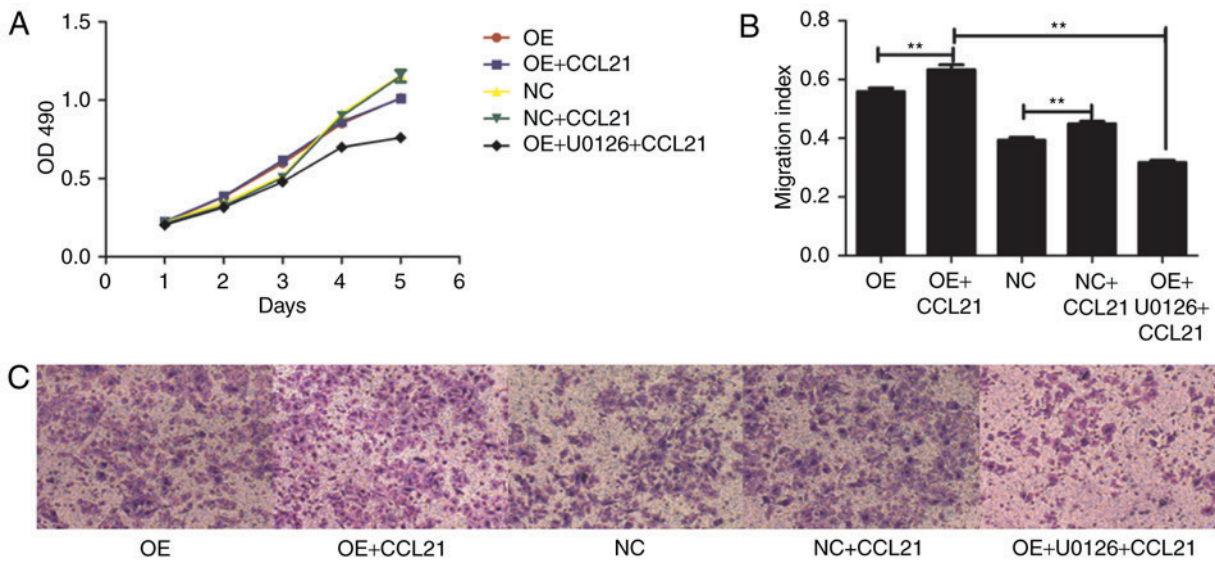 A
1.5
1.0
0.5
0.0
OD 490
0 1 2 3 4 5 6
Days
OE
OE+CCL21
NC
NC+CCL21
OE+U0126+CCL21
B
0.8
0.6
0.4
0.2
0.0
Migration index
**
**
**
OE
OE+
CCL21
NC
NC+
CCL21
OE+
U0126+
CCL21
C
OE
OE+CCL21
NC
NC+CCL21
OE+U0126+CCL21